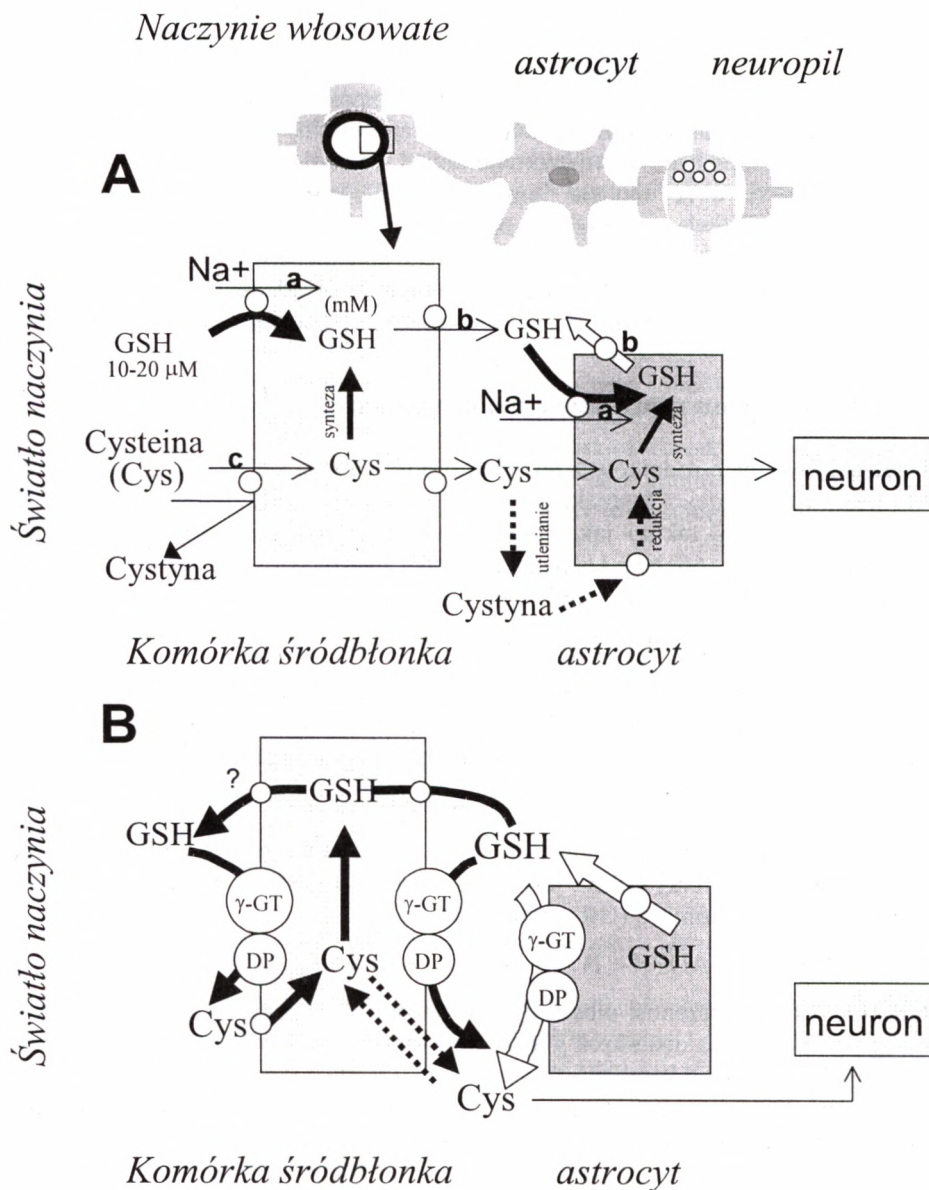 Naczynie włosowate
astrocyt neuropil
A
Światło naczynia
Na+ a
(mM)
GSH
10-20 µM
GSH
b
GSH
b
GSH
Na+
a
synteza
synteza
Cysteina
(Cys)
c
Cys
Cys
Cys
neuron
utlenianie
redukcja
Cystyna
Cystyna
Komórka śródbłonka astrocyt
B
Światło naczynia
?
GSH
GSH
GSH
γ-GT
γ-GT
γ-GT
GSH
DP
Cys
DP
DP
Cys
Cys
neuron
Komórka śródbłonka astrocyt